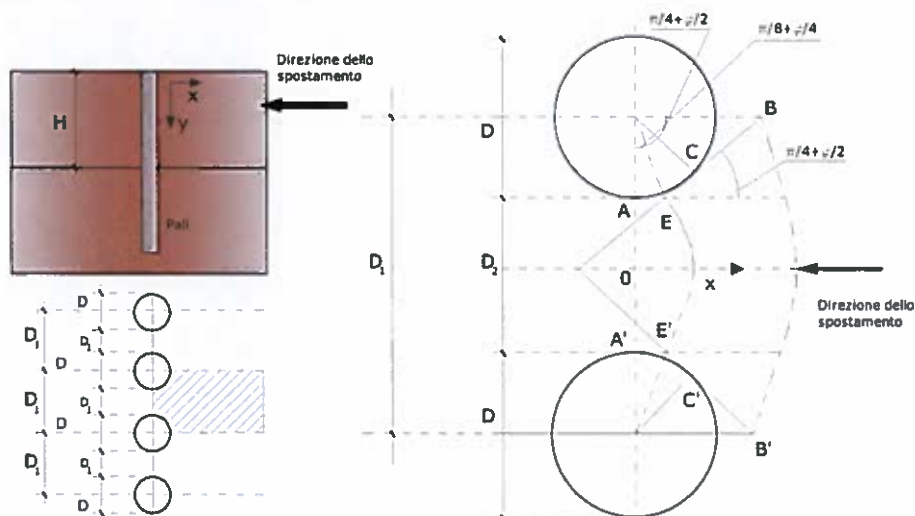 π/4+φ/2
π/8+φ/4
Direzione dello
spostamento
H
x
y
Pali
D
B
C
π/4+φ/2
A
E
D₁
D₂
0
x
Direzione dello
spostamento
A'
E'
C'
D
B'
D
D₁
D₁
D
D₁
D₁
D
D₁
D₁
D